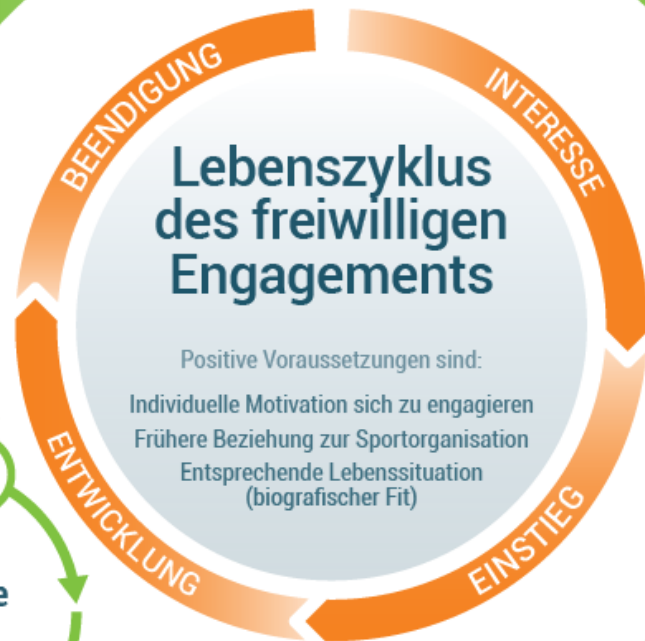 BEENDIGUNG
INTERESSE
Lebenszyklus
des freiwilligen
Engagements
Positive Voraussetzungen sind:
Individuelle Motivation sich zu engagieren
Frühere Beziehung zur Sportorganisation
Entsprechende Lebenssituation
(biografischer Fit)
ENTWICKLUNG
EINSTIEG
e